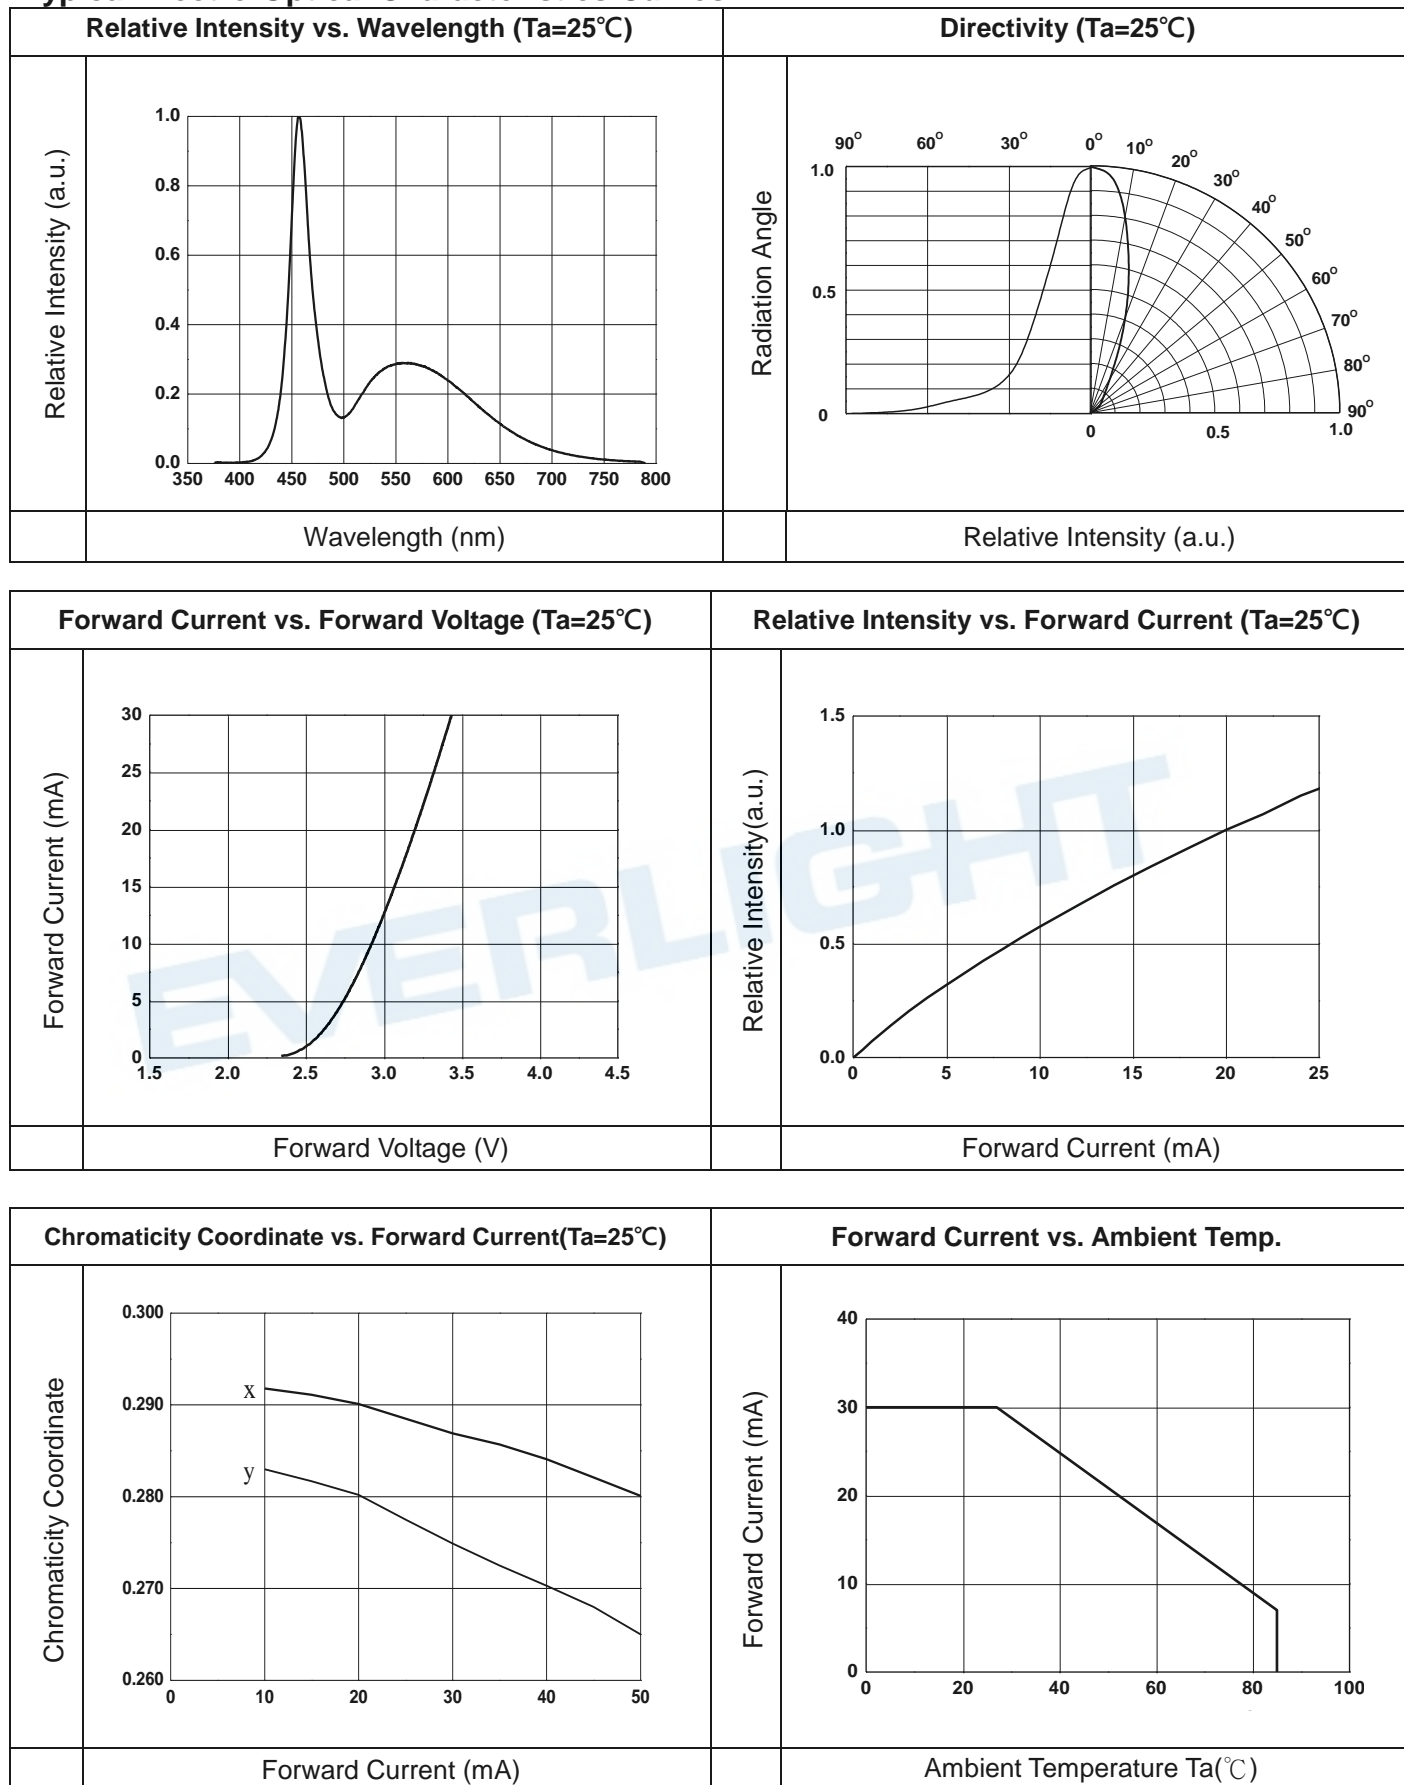 Relative Intensity vs. Wavelength (Ta=25℃)
Directivity (Ta=25℃)
Relative Intensity (a.u.)
1.0
0.8
0.6
0.4
0.2
0.0
350 400 450 500 550 600 650 700 750 800
Wavelength (nm)
Radiation Angle
90° 60° 30° 0° 10° 20° 30° 40° 50° 60° 70° 80° 90°
1.0
0.5
0
0 0.5 1.0
Relative Intensity (a.u.)
Forward Current vs. Forward Voltage (Ta=25℃)
Relative Intensity vs. Forward Current (Ta=25℃)
Forward Current (mA)
30
25
20
15
10
5
0
1.5 2.0 2.5 3.0 3.5 4.0 4.5
Forward Voltage (V)
Relative Intensity(a.u.)
1.5
1.0
0.5
0.0
0 5 10 15 20 25
Forward Current (mA)
EVERLIGHT
Chromaticity Coordinate vs. Forward Current(Ta=25℃)
Forward Current vs. Ambient Temp.
Chromaticity Coordinate
0.300
0.290
0.280
0.270
0.260
x
y
0 10 20 30 40 50
Forward Current (mA)
Forward Current (mA)
40
30
20
10
0
0 20 40 60 80 100
Ambient Temperature Ta(℃)